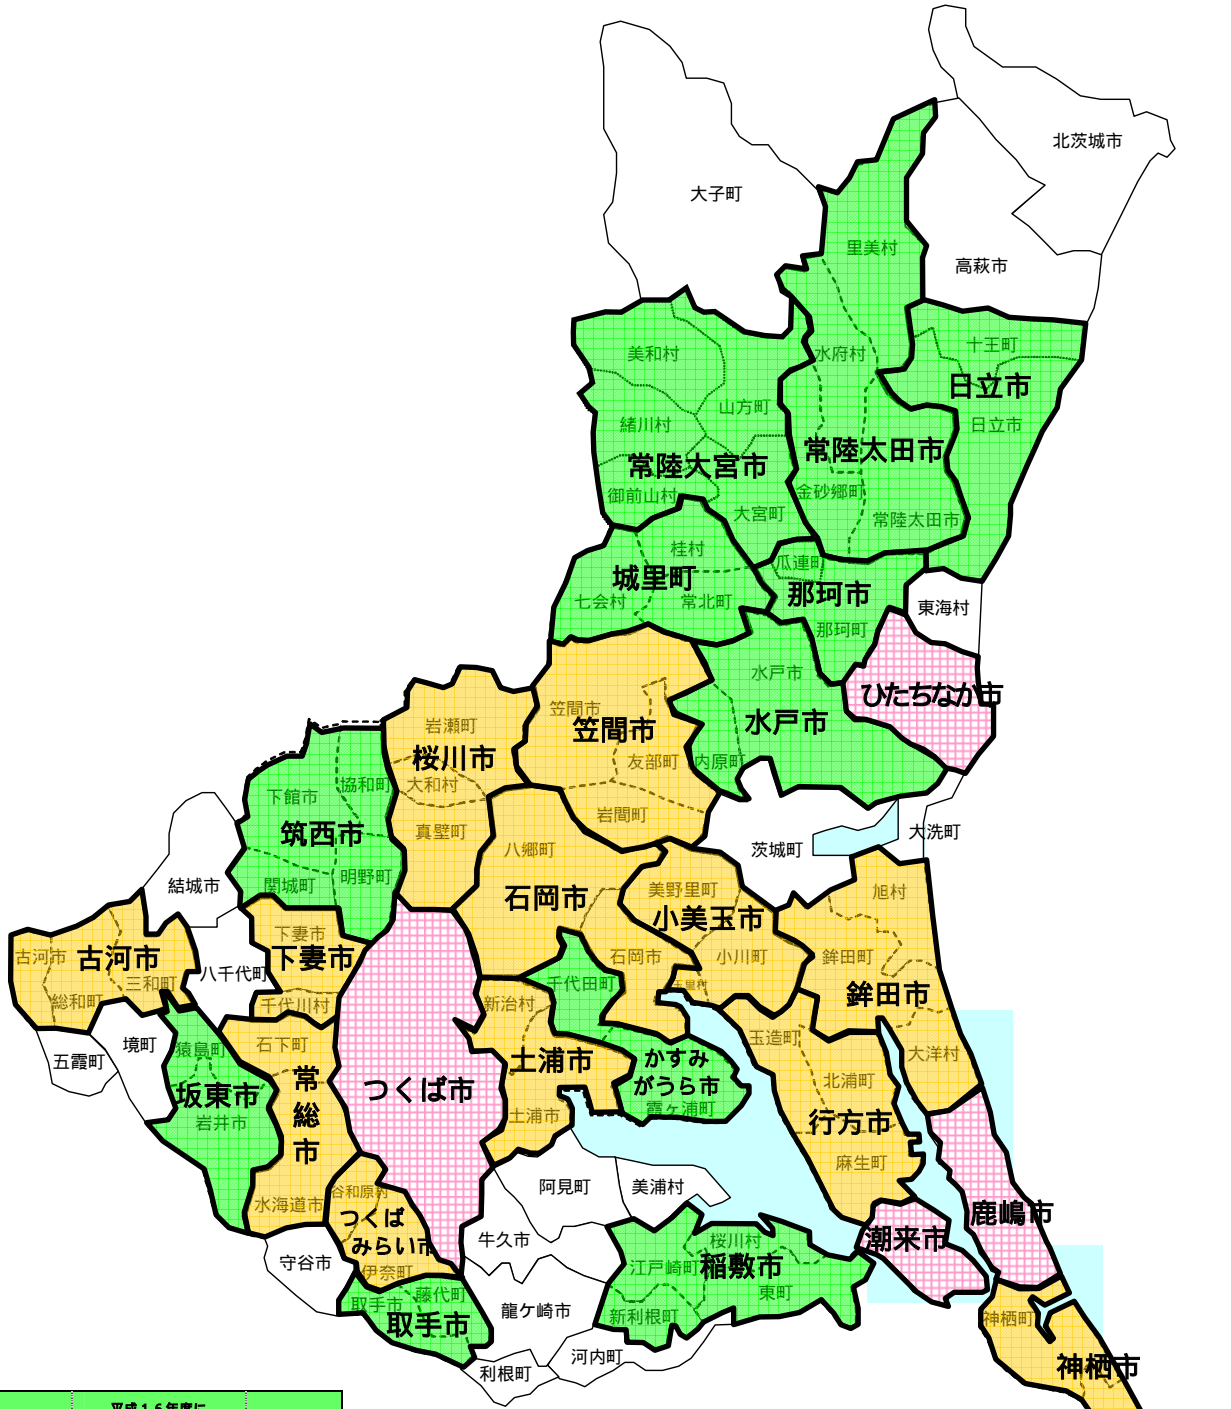 北茨城市
大子町
里美村
高萩市
十王町
美和村
水府村
日立市
山方町
緒川村
日立市
常陸太田市
常陸大宮市
御前山村
金砂郷町
大宮町
常陸太田市
桂村
瓜連町
城里町
那珂市
七会村
常北町
東海村
那珂町
水戸市
ひたちなか市
笠間市
岩瀬町
水戸市
笠間市
桜川市
友部町
内原町
協和町
大和村
下館市
岩間町
筑西市
真壁町
大洗町
八郷町
茨城町
明野町
関城町
結城市
美野里町
旭村
石岡市
小美玉市
下妻市
古河市
古河市
下妻市
石岡市
小川町
鉾田町
八千代町
三和町
千代田町
玉里村
鉾田市
総和町
千代川村
新治村
玉造町
境町
猿島町
石下町
大洋村
五霞町
土浦市
かすみ
がうら市
常
総
市
つくば市
北浦町
坂東市
霞ヶ浦町
岩井市
土浦市
行方市
麻生町
阿見町
美浦村
谷和原村
水海道市
つくば
みらい市
鹿嶋市
牛久市
桜川村
潮来市
守谷市
江戸崎町
稲敷市
伊奈町
東町
取手市
藤代町
龍ケ崎市
新利根町
取手市
神栖町
河内町
利根町
神栖市
平成１６年度に